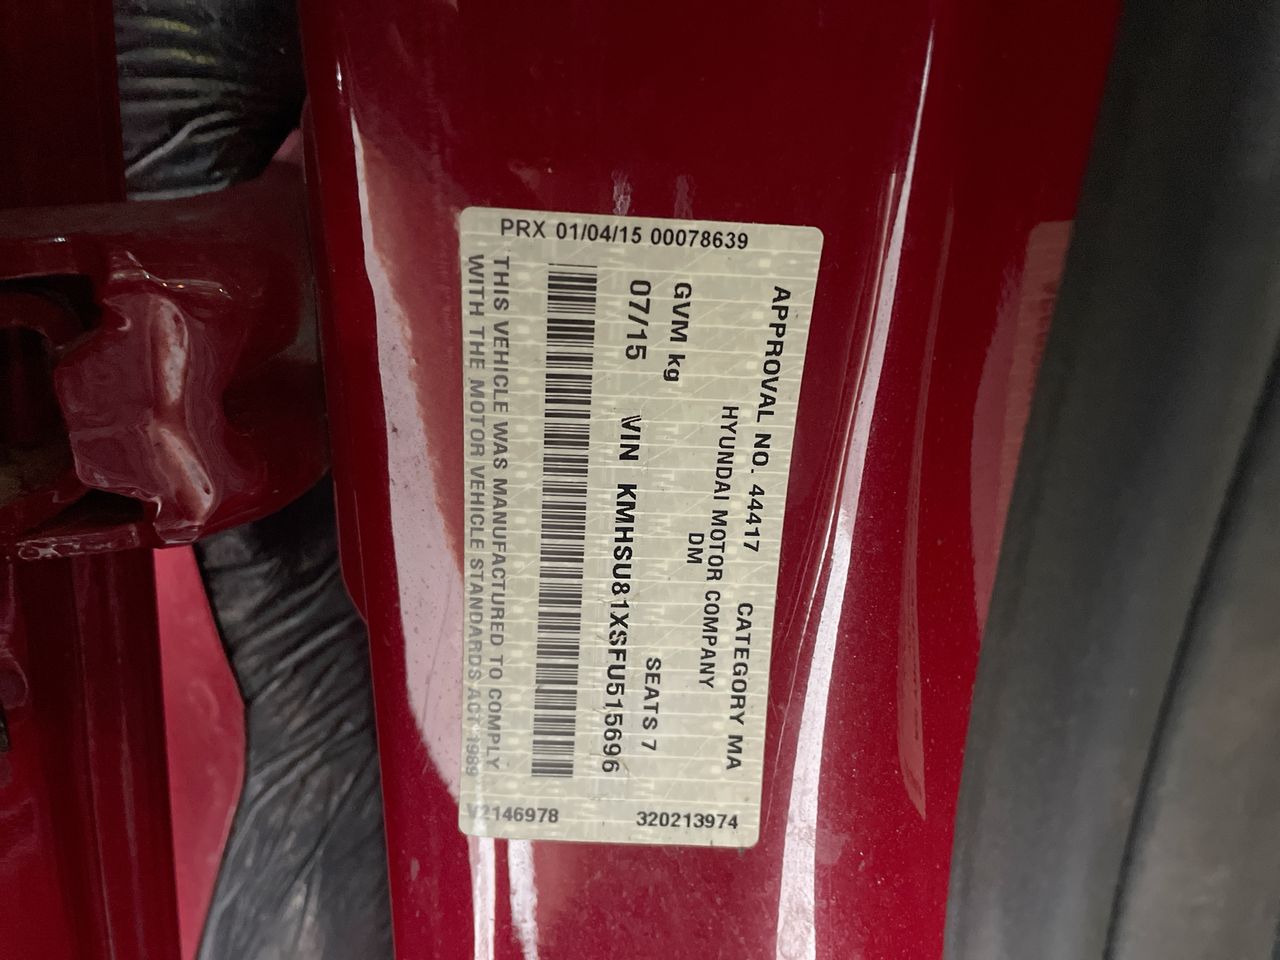 PRX 01/04/15 00078639
APPROVAL NO. 44417 CATEGORY MA
HYUNDAI MOTOR COMPANY
DM
GVM kg SEATS 7
07/15 VIN KMHSU81XSFU515696
THIS VEHICLE WAS MANUFACTURED TO COMPLY
WITH THE MOTOR VEHICLE STANDARDS ACT 1989
320213974
V2146978